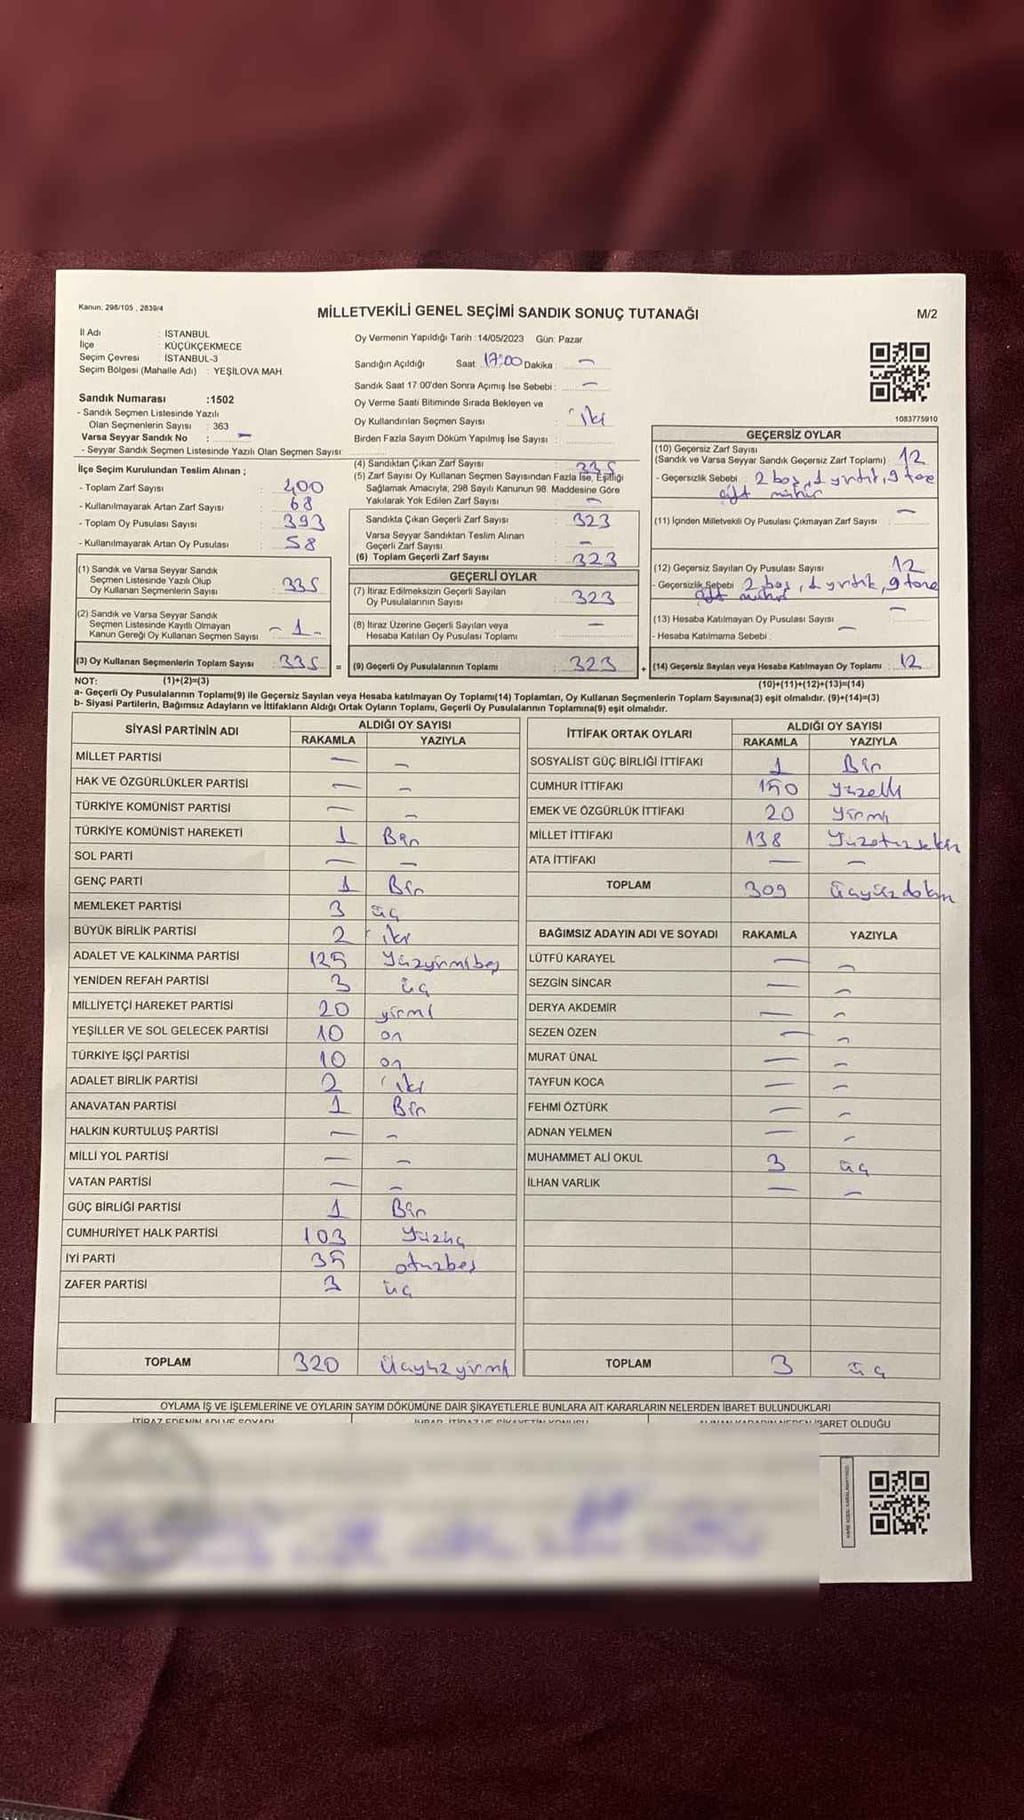 Kanun, 298/105 , 2839/4
MİLLETVEKİLİ GENEL SEÇİMİ SANDIK SONUÇ TUTANAĞI
M/2
İl Adı : İSTANBUL
İlçe : KÜÇÜKÇEKMECE
Seçim Çevresi : İSTANBUL-3
Seçim Bölgesi (Mahalle Adı) : YEŞİLOVA MAH
Sandık Numarası :1502
- Sandık Seçmen Listesinde Yazılı
Olan Seçmenlerin Sayısı : 363
Varsa Seyyar Sandık No : —
- Seyyar Sandık Seçmen Listesinde Yazılı Olan Seçmen Sayısı
Oy Vermenin Yapıldığı Tarih : 14/05/2023 Gün: Pazar
Sandığın Açıldığı Saat 17:00 Dakika : —
Sandık Saat 17:00'den Sonra Açımış İse Sebebi : —
Oy Verme Saati Bitiminde Sırada Bekleyen ve
Oy Kullandırılan Seçmen Sayısı : iki
Birden Fazla Sayım Döküm Yapılmış İse Sayısı :
1083775910
İlçe Seçim Kurulundan Teslim Alınan ;
- Toplam Zarf Sayısı : 400
- Kullanılmayarak Artan Zarf Sayısı : 68
- Toplam Oy Pusulası Sayısı : 393
- Kullanılmayarak Artan Oy Pusulası : 58
(1) Sandık ve Varsa Seyyar Sandık
Seçmen Listesinde Yazılı Olup
Oy Kullanan Seçmenlerin Sayısı : 335
(2) Sandık ve Varsa Seyyar Sandık
Seçmen Listesinde Kayıtlı Olmayan
Kanun Gereği Oy Kullanan Seçmen Sayısı : - 1 -
(3) Oy Kullanan Seçmenlerin Toplam Sayısı : 335 =
(4) Sandıktan Çıkan Zarf Sayısı : 335
(5) Zarf Sayısı Oy Kullanan Seçmen Sayısından Fazla İse, Eşitliği
Sağlamak Amacıyla, 298 Sayılı Kanunun 98. Maddesine Göre
Yakılarak Yok Edilen Zarf Sayısı : —
Sandıkta Çıkan Geçerli Zarf Sayısı : 323
Varsa Seyyar Sandıktan Teslim Alınan
Geçerli Zarf Sayısı : —
(6) Toplam Geçerli Zarf Sayısı : 323
GEÇERLİ OYLAR
(7) İtiraz Edilmeksizin Geçerli Sayılan
Oy Pusulalarının Sayısı : 323
(8) İtiraz Üzerine Geçerli Sayılan veya
Hesaba Katılan Oy Pusulası Toplamı : —
(9) Geçerli Oy Pusulalarının Toplamı : 323 +
GEÇERSİZ OYLAR
(10) Geçersiz Zarf Sayısı
(Sandık ve Varsa Seyyar Sandık Geçersiz Zarf Toplamı) : 12
- Geçersizlik Sebebi : 2 boş, 1 yırtık, 9 tane
çift mühür
(11) İçinden Milletvekili Oy Pusulası Çıkmayan Zarf Sayısı : —
(12) Geçersiz Sayılan Oy Pusulası Sayısı : 12
- Geçersizlik Sebebi : 2 boş, 1 yırtık, 9 tane
çift mühür
(13) Hesaba Katılmayan Oy Pusulası Sayısı : —
- Hesaba Katılmama Sebebi : —
(14) Geçersiz Sayılan veya Hesaba Katılmayan Oy Toplamı : 12
NOT: (1)+(2)=(3)
(10)+(11)+(12)+(13)=(14)
a- Geçerli Oy Pusulalarının Toplamı(9) ile Geçersiz Sayılan veya Hesaba katılmayan Oy Toplamı(14) Toplamları, Oy Kullanan Seçmenlerin Toplam Sayısına(3) eşit olmalıdır. (9)+(14)=(3)
b- Siyasi Partilerin, Bağımsız Adayların ve İttifakların Aldığı Ortak Oyların Toplamı, Geçerli Oy Pusulalarının Toplamına(9) eşit olmalıdır.
SİYASİ PARTİNİN ADI ALDIĞI OY SAYISI
RAKAMLA YAZIYLA
MİLLET PARTİSİ — —
HAK VE ÖZGÜRLÜKLER PARTİSİ — —
TÜRKİYE KOMÜNİST PARTİSİ — —
TÜRKİYE KOMÜNİST HAREKETİ 1 Bir
SOL PARTİ — —
GENÇ PARTİ 1 Bir
MEMLEKET PARTİSİ 3 üç
BÜYÜK BİRLİK PARTİSİ 2 iki
ADALET VE KALKINMA PARTİSİ 125 Yüzyirmibeş
YENİDEN REFAH PARTİSİ 3 üç
MİLLİYETÇİ HAREKET PARTİSİ 20 yirmi
YEŞİLLER VE SOL GELECEK PARTİSİ 10 on
TÜRKİYE İŞÇİ PARTİSİ 10 on
ADALET BİRLİK PARTİSİ 2 iki
ANAVATAN PARTİSİ 1 Bir
HALKIN KURTULUŞ PARTİSİ — —
MİLLİ YOL PARTİSİ — —
VATAN PARTİSİ — —
GÜÇ BİRLİĞİ PARTİSİ 1 Bir
CUMHURİYET HALK PARTİSİ 103 Yüzüç
İYİ PARTİ 35 otuzbeş
ZAFER PARTİSİ 3 üç
TOPLAM 320 Üçyüzyirmi
İTTİFAK ORTAK OYLARI ALDIĞI OY SAYISI
RAKAMLA YAZIYLA
SOSYALİST GÜÇ BİRLİĞİ İTTİFAKI 1 Bir
CUMHUR İTTİFAKI 150 Yüzelli
EMEK VE ÖZGÜRLÜK İTTİFAKI 20 Yirmi
MİLLET İTTİFAKI 138 Yüzotuzsekiz
ATA İTTİFAKI — —
TOPLAM 309 Üçyüzdokuz
BAĞIMSIZ ADAYIN ADI VE SOYADI RAKAMLA YAZIYLA
LÜTFÜ KARAYEL — —
SEZGİN SİNCAR — —
DERYA AKDEMİR — —
SEZEN ÖZEN — —
MURAT ÜNAL — —
TAYFUN KOCA — —
FEHMİ ÖZTÜRK — —
ADNAN YELMEN — —
MUHAMMET ALİ OKUL 3 üç
İLHAN VARLIK — —
TOPLAM 3 üç
OYLAMA İŞ VE İŞLEMLERİNE VE OYLARIN SAYIM DÖKÜMÜNE DAİR ŞİKAYETLERLE BUNLARA AİT KARARLARIN NELERDEN İBARET BULUNDUKLARI
İTİRAZ EDENİN ADI VE SOYADI
İBARET OLDUĞU